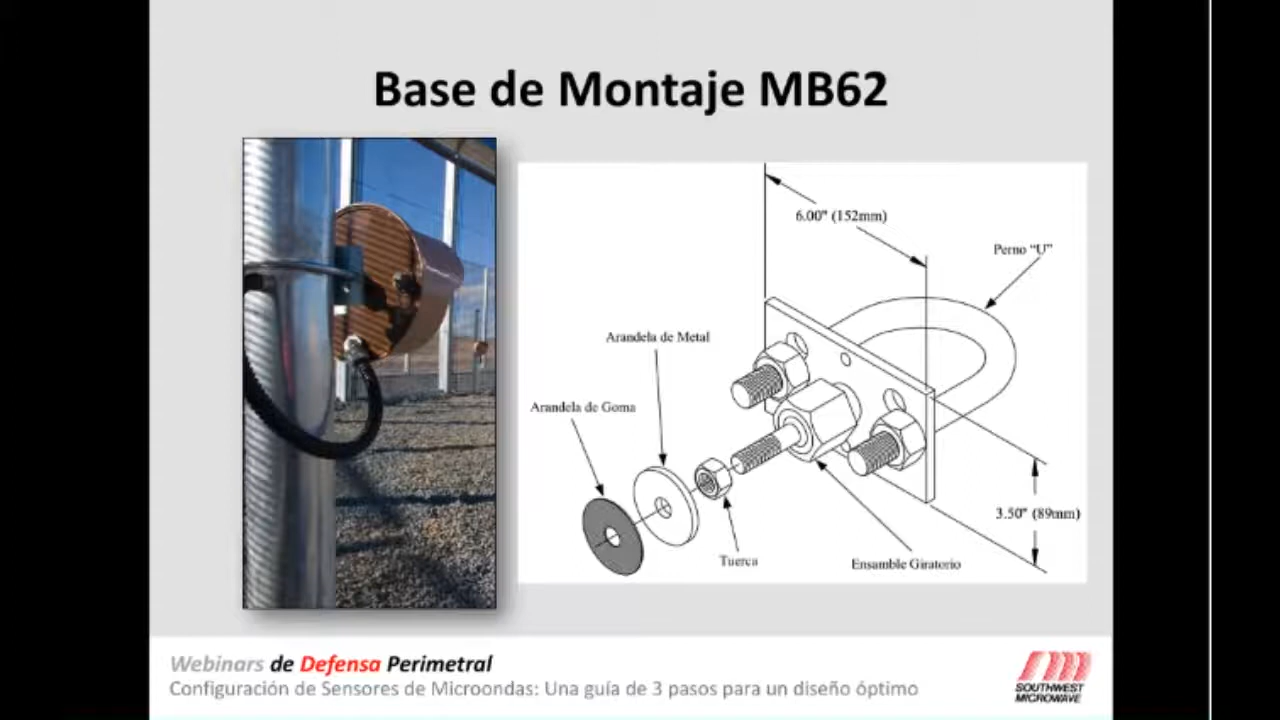 Base de Montaje MB62
6.00" (152mm)
Perno "U"
Arandela de Metal
Arandela de Goma
3.50" (89mm)
Tuerca
Ensamble Giratorio
Webinars de Defensa Perimetral
Configuración de Sensores de Microondas: Una guía de 3 pasos para un diseño óptimo
SOUTHWEST
MICROWAVE